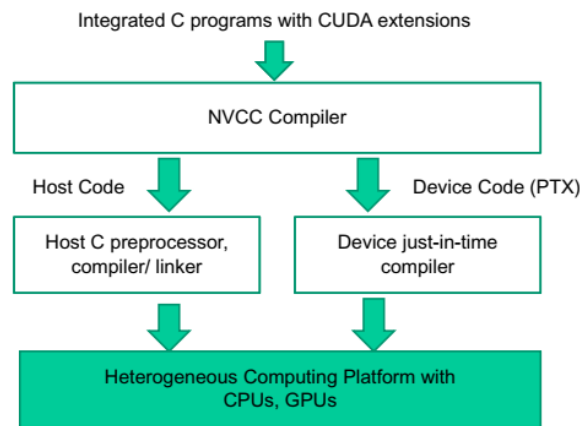 Integrated C programs with CUDA extensions
NVCC Compiler
Host Code
Device Code (PTX)
Host C preprocessor,
compiler/ linker
Device just-in-time
compiler
Heterogeneous Computing Platform with
CPUs, GPUs